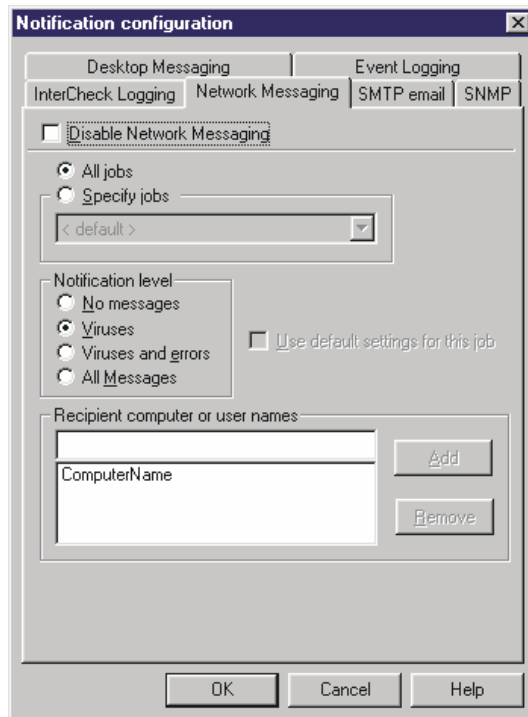 Notification configuration
Desktop Messaging
Event Logging
InterCheck Logging
Network Messaging
SMTP email
SNMP
Disable Network Messaging
All jobs
Specify jobs
< default >
Notification level
No messages
Viruses
Viruses and errors
All Messages
Use default settings for this job
Recipient computer or user names
Add
ComputerName
Remove
OK
Cancel
Help